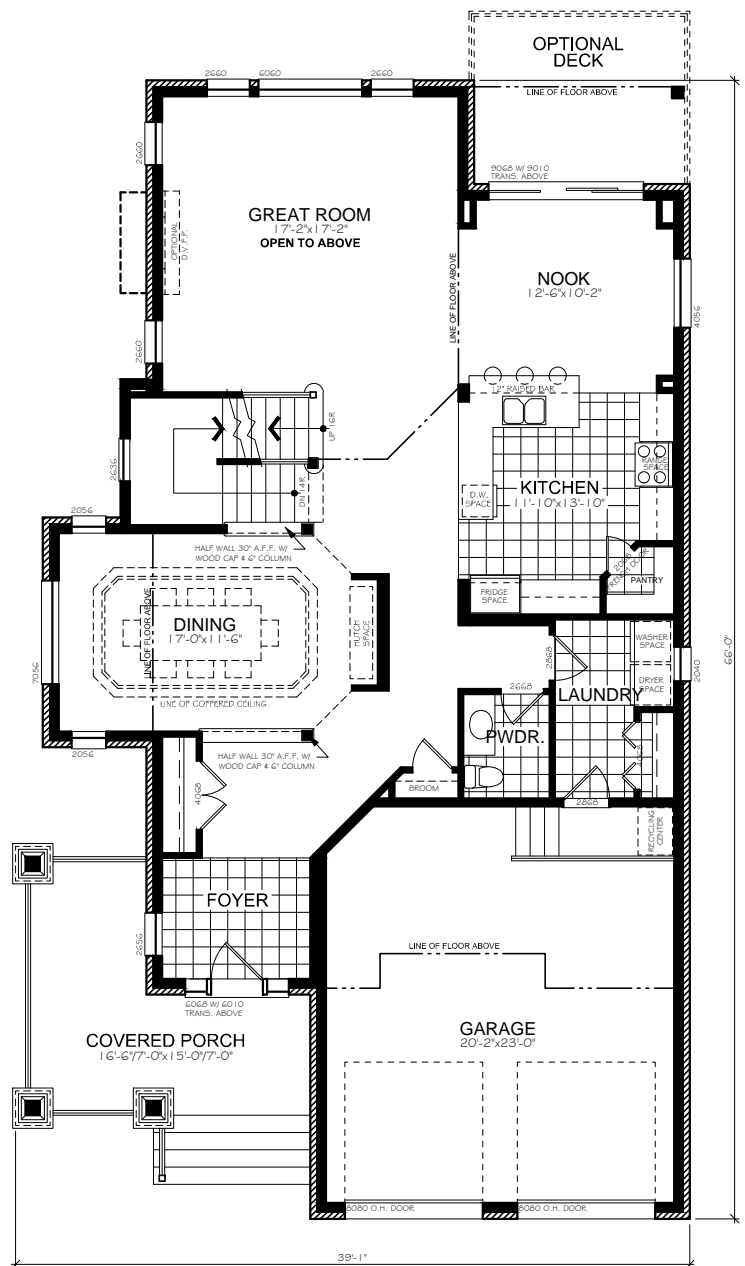 OPTIONAL
DECK
LINE OF FLOOR ABOVE
2660
6060
2660
2660
9068 W/ 9010
TRANS. ABOVE
GREAT ROOM
17'-2"x17'-2"
OPEN TO ABOVE
OPTIONAL
D.V.F.P.
LINE OF FLOOR ABOVE
NOOK
12'-6"x10'-2"
4056
2660
12" RAISED BAR
UP 16R
2636
RANGE
SPACE
KITCHEN
11'-10"x13'-10"
D.W.
SPACE
DN 14R
2056
HALF WALL 30" A.F.F. W/
WOOD CAP & 6" COLUMN
2068
FRENCH DOOR
PANTRY
FRIDGE
SPACE
DINING
17'-0"x11'-6"
LINE OF FLOOR ABOVE
HUTCH
SPACE
7056
LINE OF COFFERED CEILING
WASHER
SPACE
2868
DRYER
SPACE
2040
66'-0"
2668
LAUNDRY
PWDR.
2056
HALF WALL 30" A.F.F. W/
WOOD CAP & 6" COLUMN
4068
4068
BROOM
2868
RECYCLING
CENTER
FOYER
2656
LINE OF FLOOR ABOVE
6068 W/ 6010
TRANS. ABOVE
COVERED PORCH
16'-6"/7'-0"x15'-0"/7'-0"
GARAGE
20'-2"x23'-0"
8080 O.H. DOOR
8080 O.H. DOOR
39'-1"